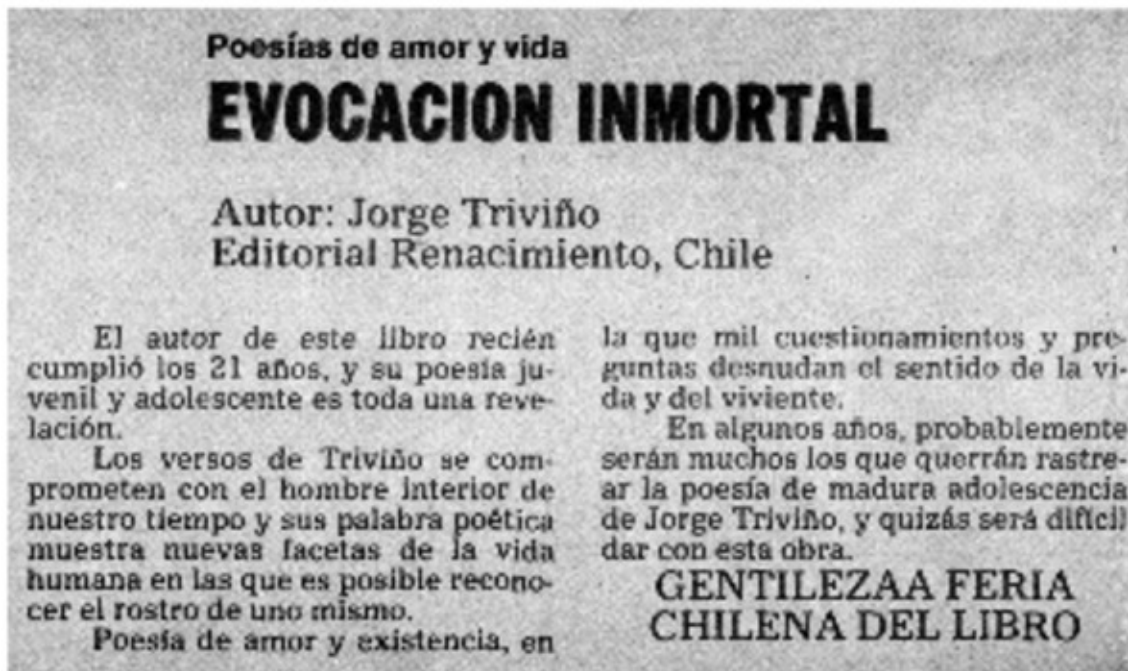 Poesías de amor y vida
EVOCACION INMORTAL
Autor: Jorge Triviño
Editorial Renacimiento, Chile
El autor de este libro recién
cumplió los 21 años, y su poesía ju-
venil y adolescente es toda una reve-
lación.
Los versos de Triviño se com-
prometen con el hombre interior de
nuestro tiempo y sus palabra poética
muestra nuevas facetas de la vida
humana en las que es posible recono-
cer el rostro de uno mismo.
Poesía de amor y existencia, en
la que mil cuestionamientos y pre-
guntas desnudan el sentido de la vi-
da y del viviente.
En algunos años, probablemente
serán muchos los que querrán rastre-
ar la poesía de madura adolescencia
de Jorge Triviño, y quizás será difícil
dar con esta obra.
GENTILEZAA FERIA
CHILENA DEL LIBRO